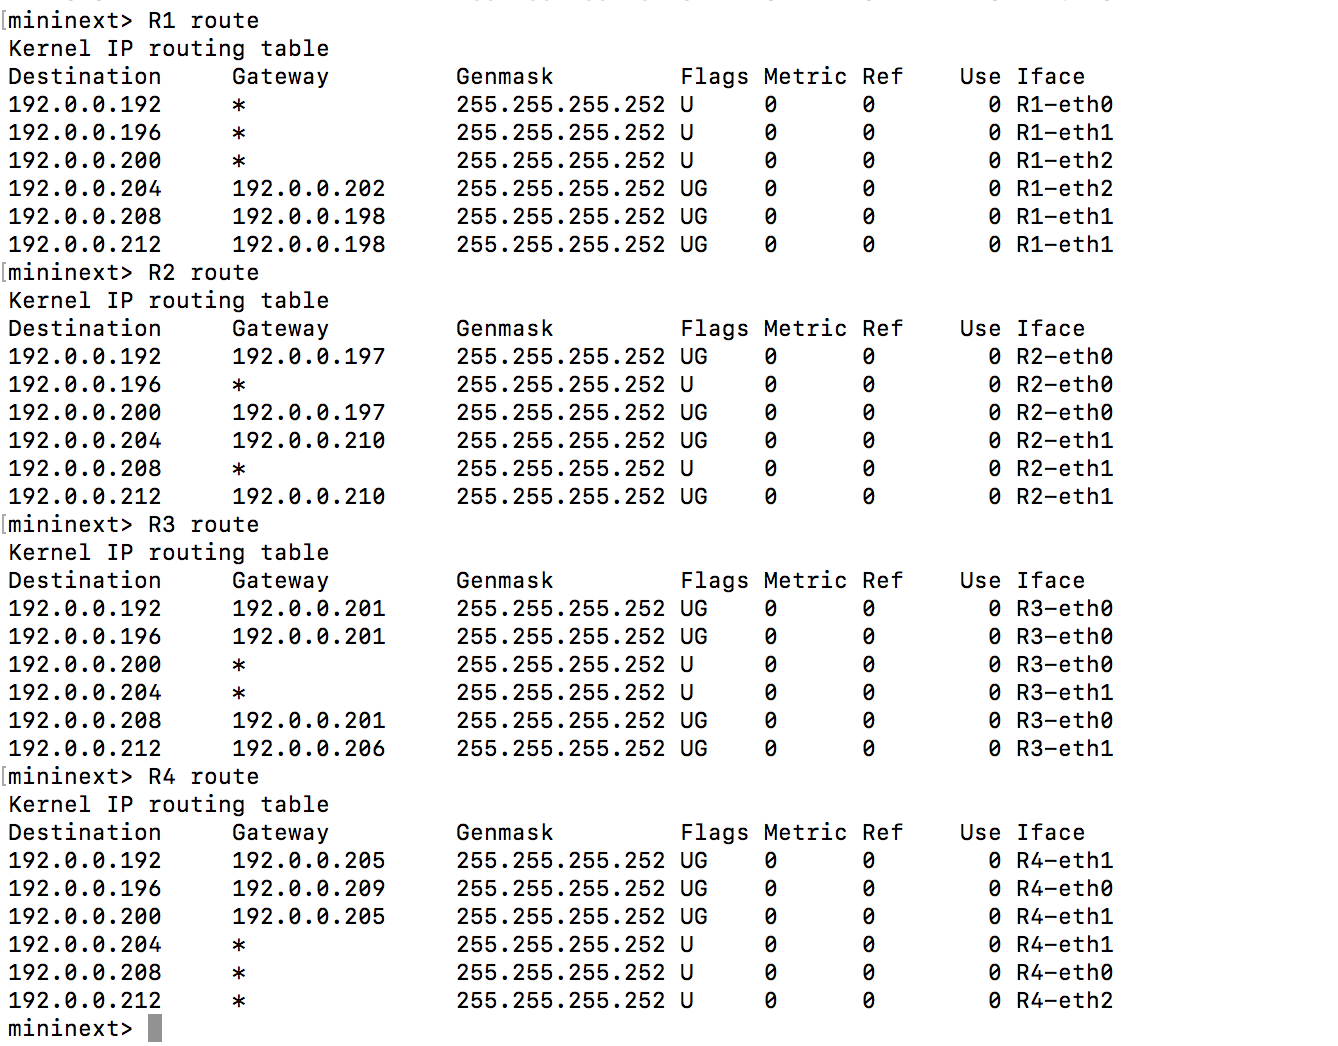 [mininext> R1 route
Kernel IP routing table
Destination     Gateway         Genmask         Flags Metric Ref    Use Iface
192.0.0.192     *               255.255.255.252 U     0      0        0 R1-eth0
192.0.0.196     *               255.255.255.252 U     0      0        0 R1-eth1
192.0.0.200     *               255.255.255.252 U     0      0        0 R1-eth2
192.0.0.204     192.0.0.202     255.255.255.252 UG    0      0        0 R1-eth2
192.0.0.208     192.0.0.198     255.255.255.252 UG    0      0        0 R1-eth1
192.0.0.212     192.0.0.198     255.255.255.252 UG    0      0        0 R1-eth1
[mininext> R2 route
Kernel IP routing table
Destination     Gateway         Genmask         Flags Metric Ref    Use Iface
192.0.0.192     192.0.0.197     255.255.255.252 UG    0      0        0 R2-eth0
192.0.0.196     *               255.255.255.252 U     0      0        0 R2-eth0
192.0.0.200     192.0.0.197     255.255.255.252 UG    0      0        0 R2-eth0
192.0.0.204     192.0.0.210     255.255.255.252 UG    0      0        0 R2-eth1
192.0.0.208     *               255.255.255.252 U     0      0        0 R2-eth1
192.0.0.212     192.0.0.210     255.255.255.252 UG    0      0        0 R2-eth1
[mininext> R3 route
Kernel IP routing table
Destination     Gateway         Genmask         Flags Metric Ref    Use Iface
192.0.0.192     192.0.0.201     255.255.255.252 UG    0      0        0 R3-eth0
192.0.0.196     192.0.0.201     255.255.255.252 UG    0      0        0 R3-eth0
192.0.0.200     *               255.255.255.252 U     0      0        0 R3-eth0
192.0.0.204     *               255.255.255.252 U     0      0        0 R3-eth1
192.0.0.208     192.0.0.201     255.255.255.252 UG    0      0        0 R3-eth0
192.0.0.212     192.0.0.206     255.255.255.252 UG    0      0        0 R3-eth1
[mininext> R4 route
Kernel IP routing table
Destination     Gateway         Genmask         Flags Metric Ref    Use Iface
192.0.0.192     192.0.0.205     255.255.255.252 UG    0      0        0 R4-eth1
192.0.0.196     192.0.0.209     255.255.255.252 UG    0      0        0 R4-eth0
192.0.0.200     192.0.0.205     255.255.255.252 UG    0      0        0 R4-eth1
192.0.0.204     *               255.255.255.252 U     0      0        0 R4-eth1
192.0.0.208     *               255.255.255.252 U     0      0        0 R4-eth0
192.0.0.212     *               255.255.255.252 U     0      0        0 R4-eth2
mininext>